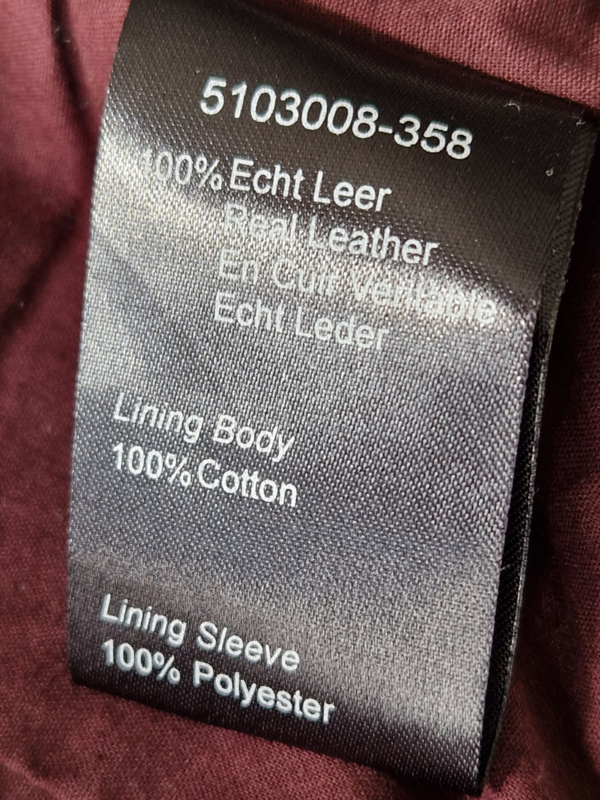 5103008-358
100% Echt Leer
Real Leather
En Cuir Veritable
Echt Leder
Lining Body
100% Cotton
Lining Sleeve
100% Polyester